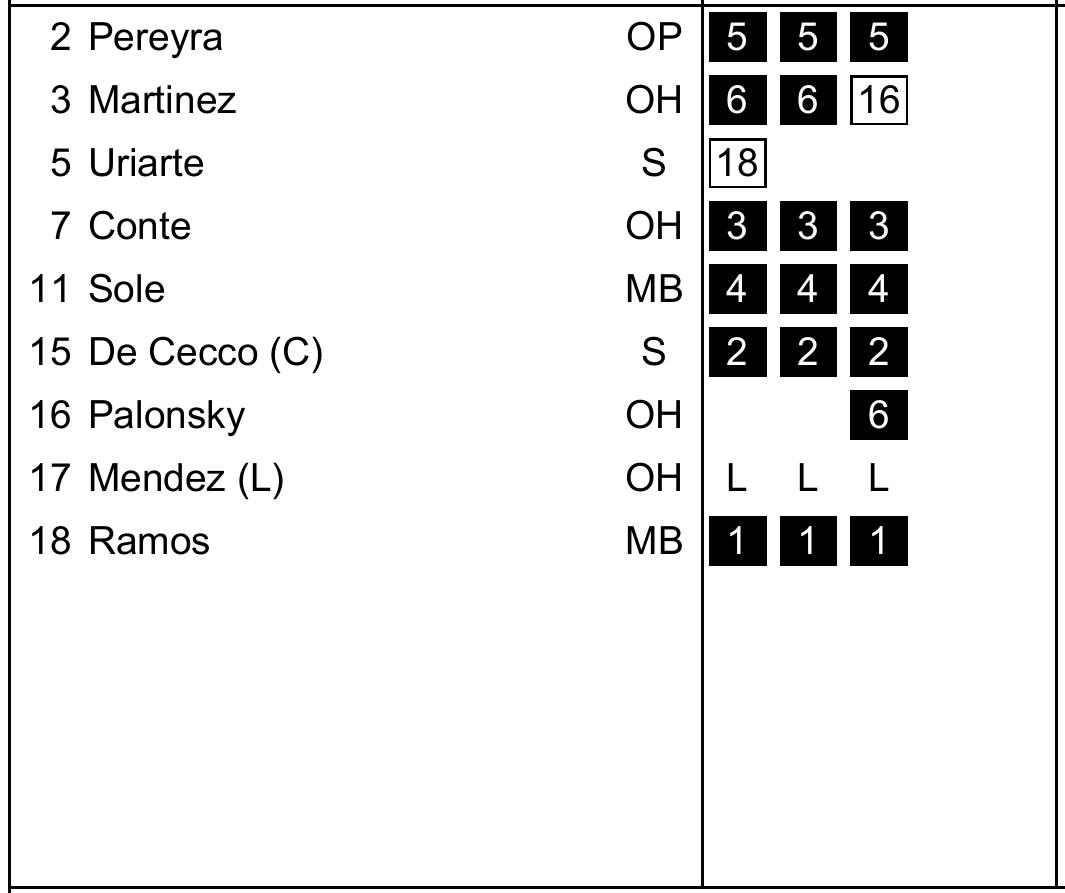 2 Pereyra OP 5 5 5
3 Martinez OH 6 6 16
5 Uriarte S 18
7 Conte OH 3 3 3
11 Sole MB 4 4 4
15 De Cecco (C) S 2 2 2
16 Palonsky OH 6
17 Mendez (L) OH L L L
18 Ramos MB 1 1 1